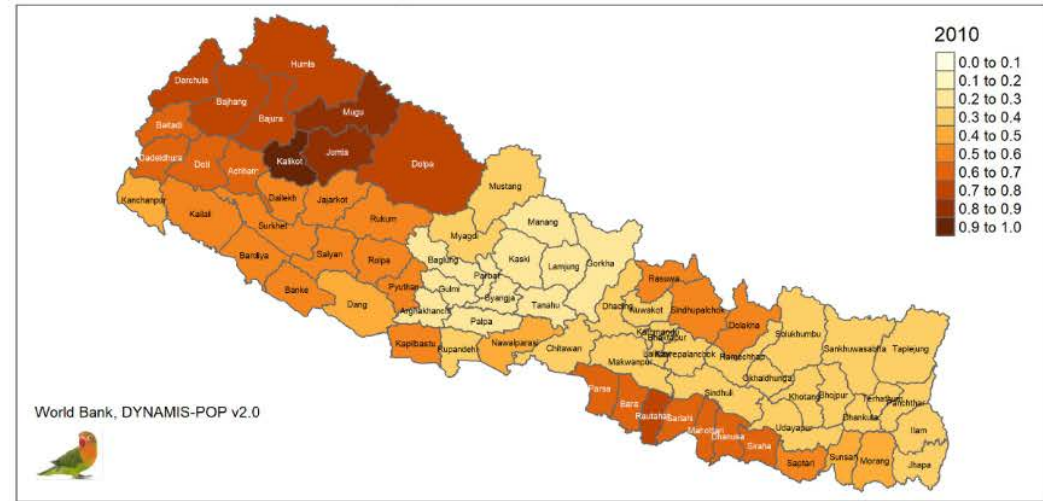 2010
0.0 to 0.1
0.1 to 0.2
0.2 to 0.3
0.3 to 0.4
0.4 to 0.5
0.5 to 0.6
0.6 to 0.7
0.7 to 0.8
0.8 to 0.9
0.9 to 1.0
Humla
Darchula
Bajhang
Mugu
Bajura
Baitadi
Jumla
Dadeldhura
Doti
Kalikot
Dolpa
Achham
Mustang
Kanchanpur
Dailekh
Jajarkot
Kailali
Rukum
Manang
Surkhet
Myagdi
Bardiya
Salyan
Rolpa
Baglung
Kaski
Lamjung
Gorkha
Parbat
Rasuwa
Banke
Pyuthan
Gulmi
Syangja
Dang
Tanahu
Dhading
Nuwakot
Sindhupalchok
Arghakhanchi
Palpa
Dolakha
Solukhumbu
Kapilbastu
Rupandehi
Nawalparasi
Chitawan
Kathmandu
Bhaktapur
Kavrepalanchok
Ramechhap
Sankhuwasabha
Taplejung
Makwanpur
Okhaldhunga
Parsa
Sindhuli
Khotang
Bhojpur
Terhathum
Panchthar
Bara
Rautahat
Sarlahi
Dhankuta
Mahottari
Dhanusa
Siraha
Udayapur
Ilam
Saptari
Sunsari
Morang
Jhapa
World Bank, DYNAMIS-POP v2.0